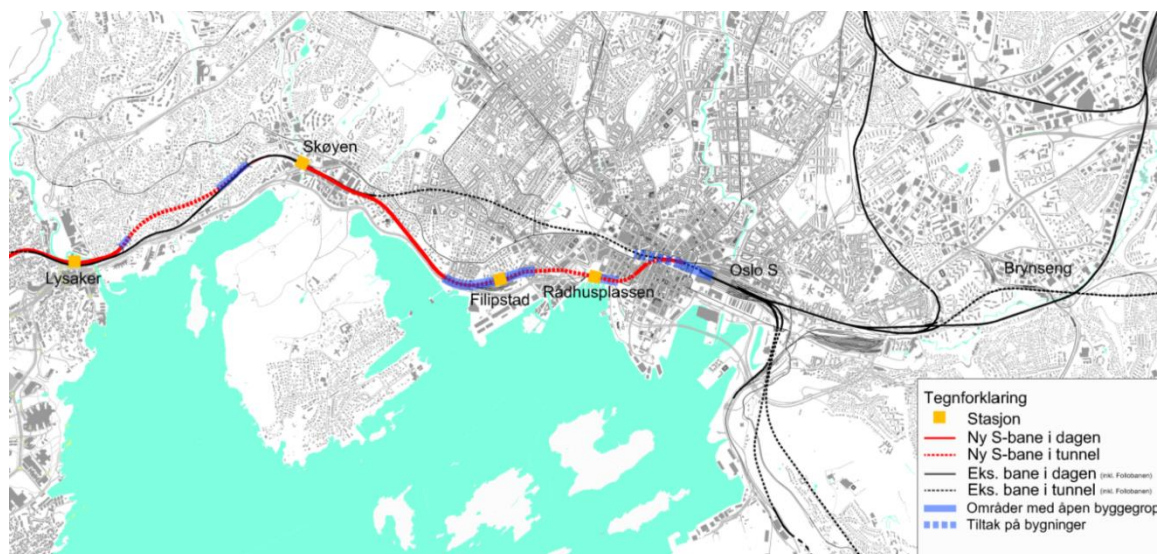 Skøyen
Lysaker
Filipstad
Rådhusplassen
Oslo S
Brynseng
Tegnforklaring
Stasjon
Ny S-bane i dagen
Ny S-bane i tunnel
Eks. bane i dagen (inkl. Follobanen)
Eks. bane i tunnel (inkl. Follobanen)
Områder med åpen byggegrop
Tiltak på bygninger